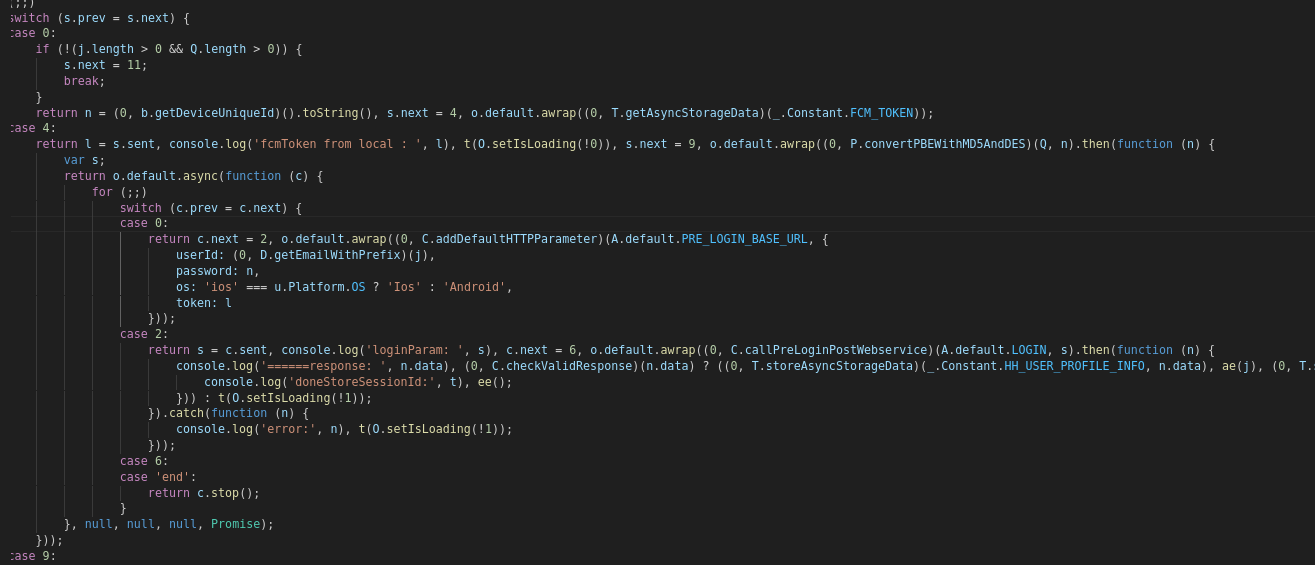 (;;)
switch (s.prev = s.next) {
case 0:
if (!(j.length > 0 && Q.length > 0)) {
s.next = 11;
break;
}
return n = (0, b.getDeviceUniqueId)().toString(), s.next = 4, o.default.awrap((0, T.getAsyncStorageData)(_.Constant.FCM_TOKEN));
case 4:
return l = s.sent, console.log('fcmToken from local : ', l), t(O.setIsLoading(!0)), s.next = 9, o.default.awrap((0, P.convertPBEWithMD5AndDES)(Q, n).then(function (n) {
var s;
return o.default.async(function (c) {
for (;;)
switch (c.prev = c.next) {
case 0:
return c.next = 2, o.default.awrap((0, C.addDefaultHTTPParameter)(A.default.PRE_LOGIN_BASE_URL, {
userId: (0, D.getEmailWithPrefix)(j),
password: n,
os: 'ios' === u.Platform.OS ? 'Ios' : 'Android',
token: l
}));
case 2:
return s = c.sent, console.log('loginParam: ', s), c.next = 6, o.default.awrap((0, C.callPreLoginPostWebservice)(A.default.LOGIN, s).then(function (n) {
console.log('======response: ', n.data), (0, C.checkValidResponse)(n.data) ? ((0, T.storeAsyncStorageData)(_.Constant.HH_USER_PROFILE_INFO, n.data), ae(j), (0, T.
console.log('doneStoreSessionId:', t), ee();
})) : t(O.setIsLoading(!1));
}).catch(function (n) {
console.log('error:', n), t(O.setIsLoading(!1));
}));
case 6:
case 'end':
return c.stop();
}
}, null, null, null, Promise);
}));
case 9: